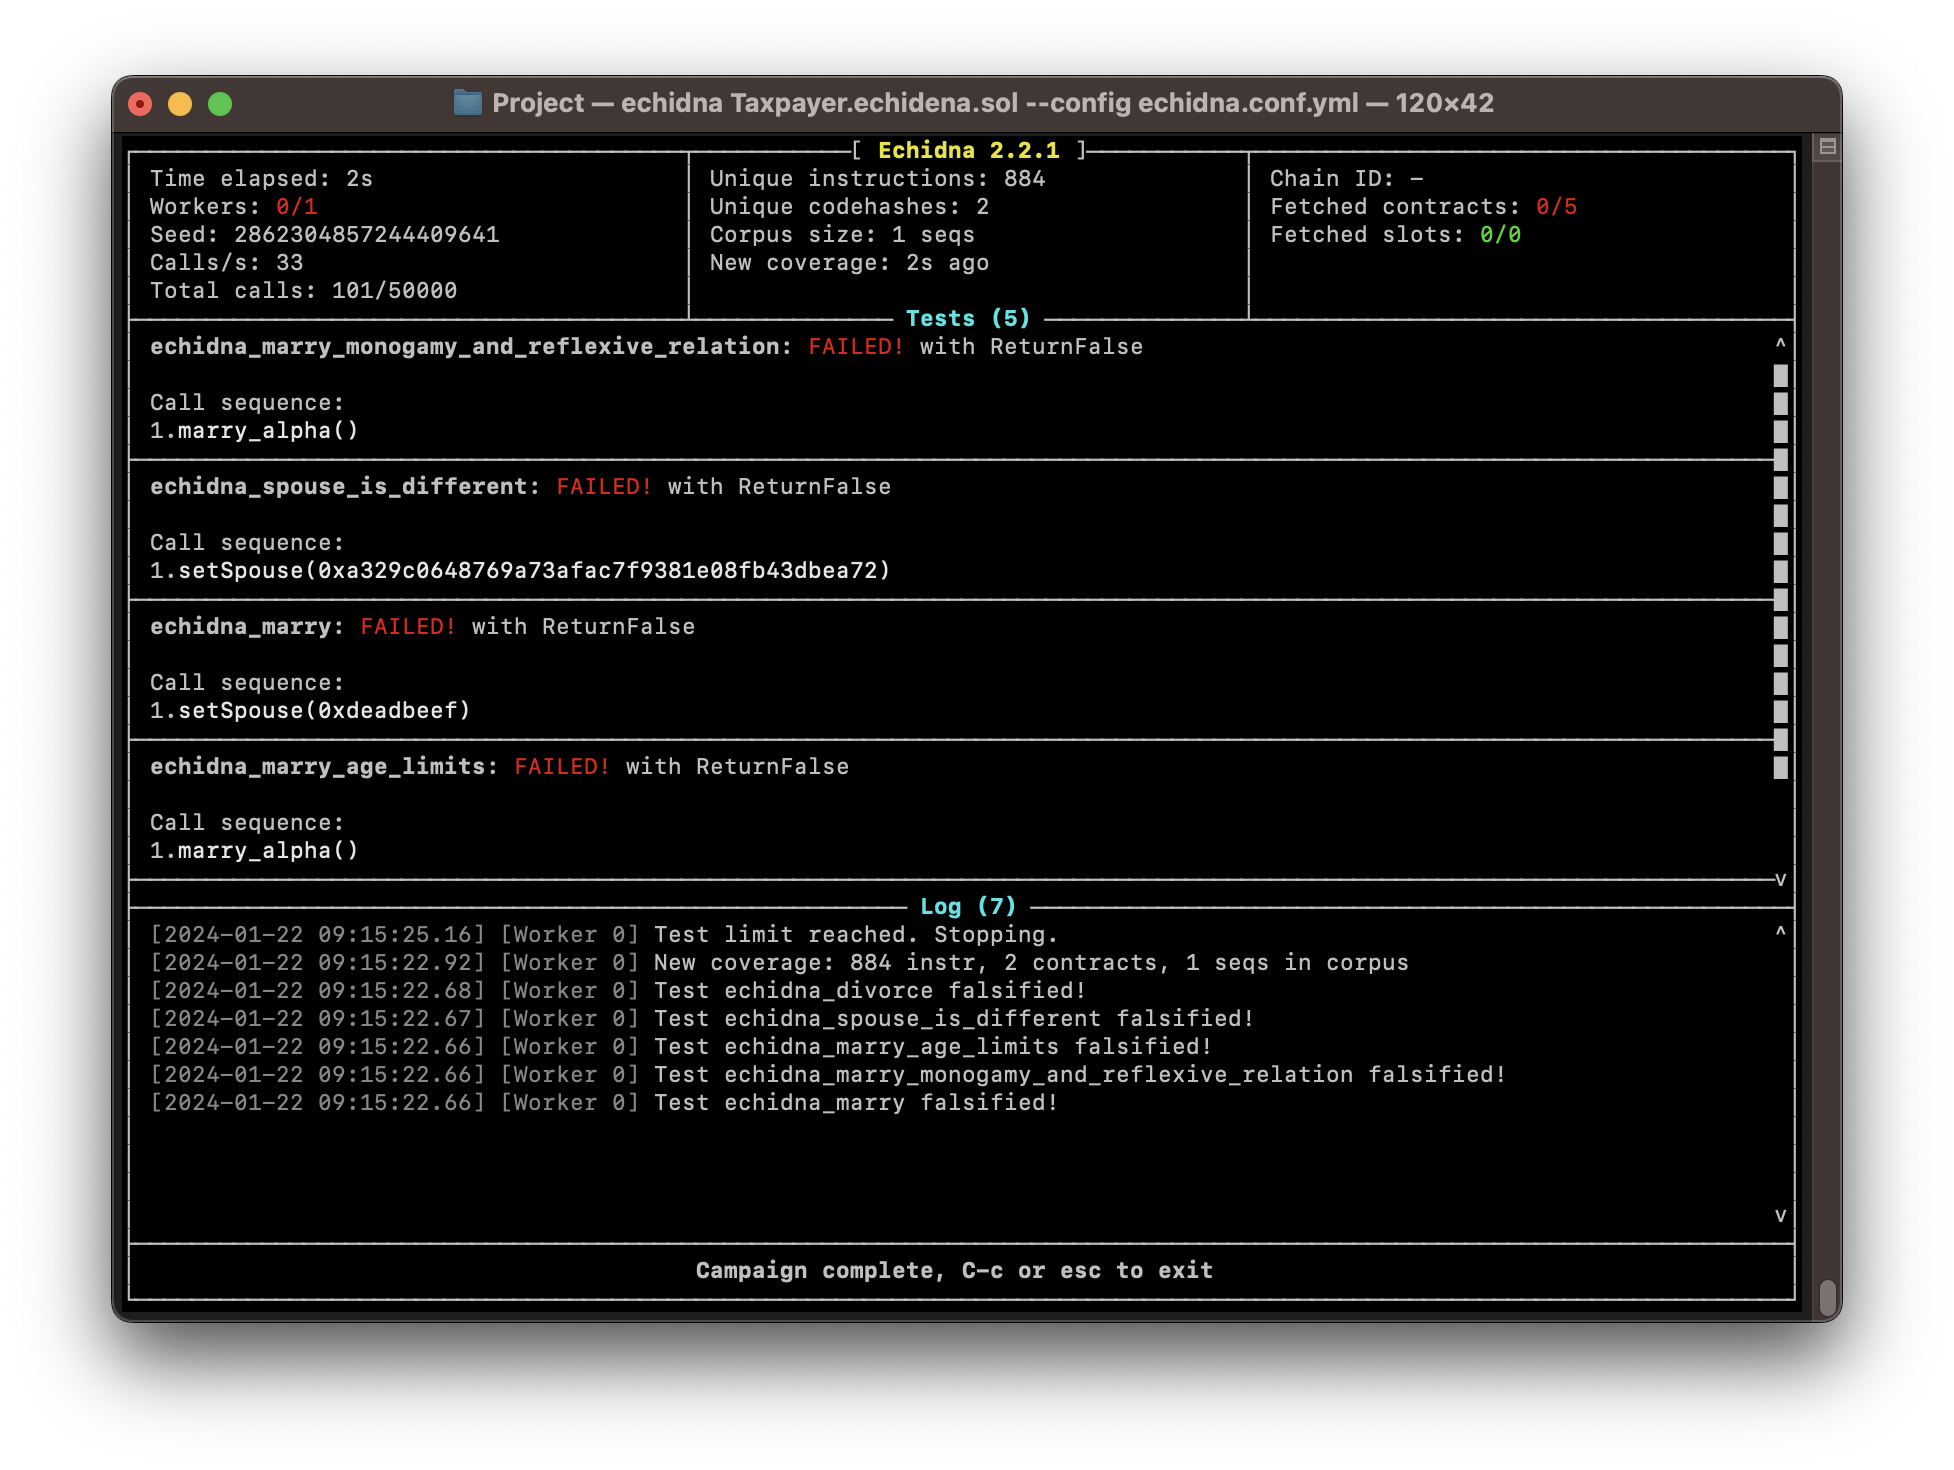 Project — echidna Taxpayer.echidena.sol --config echidna.conf.yml — 120×42
[ Echidna 2.2.1 ]
Time elapsed: 2s
Workers: 0/1
Seed: 2862304857244409641
Calls/s: 33
Total calls: 101/50000
Unique instructions: 884
Unique codehashes: 2
Corpus size: 1 seqs
New coverage: 2s ago
Chain ID: -
Fetched contracts: 0/5
Fetched slots: 0/0
Tests (5)
echidna_marry_monogamy_and_reflexive_relation: FAILED! with ReturnFalse
Call sequence:
1.marry_alpha()
echidna_spouse_is_different: FAILED! with ReturnFalse
Call sequence:
1.setSpouse(0xa329c0648769a73afac7f9381e08fb43dbea72)
echidna_marry: FAILED! with ReturnFalse
Call sequence:
1.setSpouse(0xdeadbeef)
echidna_marry_age_limits: FAILED! with ReturnFalse
Call sequence:
1.marry_alpha()
Log (7)
[2024-01-22 09:15:25.16] [Worker 0] Test limit reached. Stopping.
[2024-01-22 09:15:22.92] [Worker 0] New coverage: 884 instr, 2 contracts, 1 seqs in corpus
[2024-01-22 09:15:22.68] [Worker 0] Test echidna_divorce falsified!
[2024-01-22 09:15:22.67] [Worker 0] Test echidna_spouse_is_different falsified!
[2024-01-22 09:15:22.66] [Worker 0] Test echidna_marry_age_limits falsified!
[2024-01-22 09:15:22.66] [Worker 0] Test echidna_marry_monogamy_and_reflexive_relation falsified!
[2024-01-22 09:15:22.66] [Worker 0] Test echidna_marry falsified!
Campaign complete, C-c or esc to exit